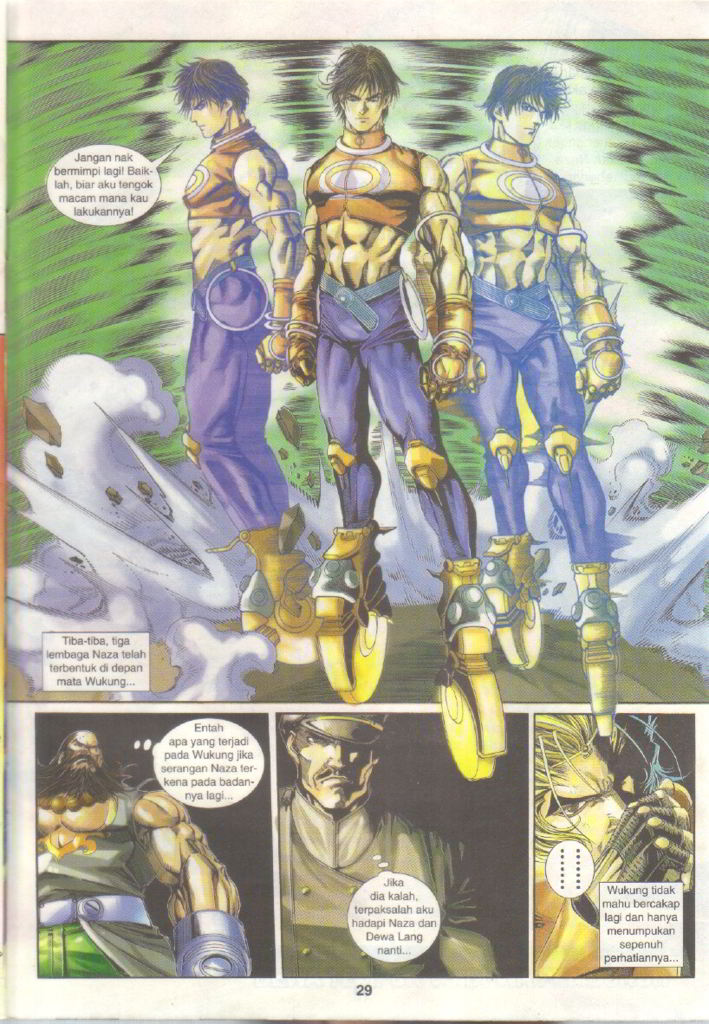 Jangan nak
bermimpi lagi! Baik-
lah, biar aku tengok
macam mana kau
lakukannya!
Tiba-tiba, tiga
lembaga Naza telah
terbentuk di depan
mata Wukung...
Entah
apa yang terjadi
pada Wukung jika
serangan Naza ter-
kena pada badan-
nya lagi...
Jika
dia kalah,
terpaksalah aku
hadapi Naza dan
Dewa Lang
nanti...
Wukung tidak
mahu bercakap
lagi dan hanya
menumpukan
sepenuh
perhatiannya...
29